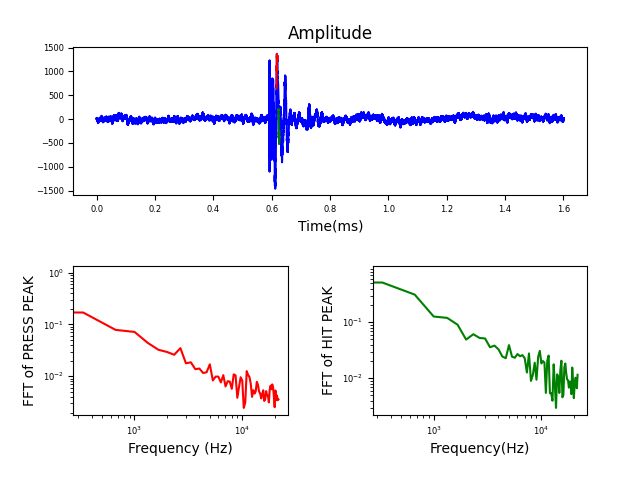 Amplitude
1500
1000
500
0
−500
−1000
−1500
0.0 0.2 0.4 0.6 0.8 1.0 1.2 1.4 1.6
Time(ms)
FFT of PRESS PEAK
10⁰
10⁻¹
10⁻²
10³ 10⁴
Frequency (Hz)
FFT of HIT PEAK
10⁻¹
10⁻²
10³ 10⁴
Frequency(Hz)